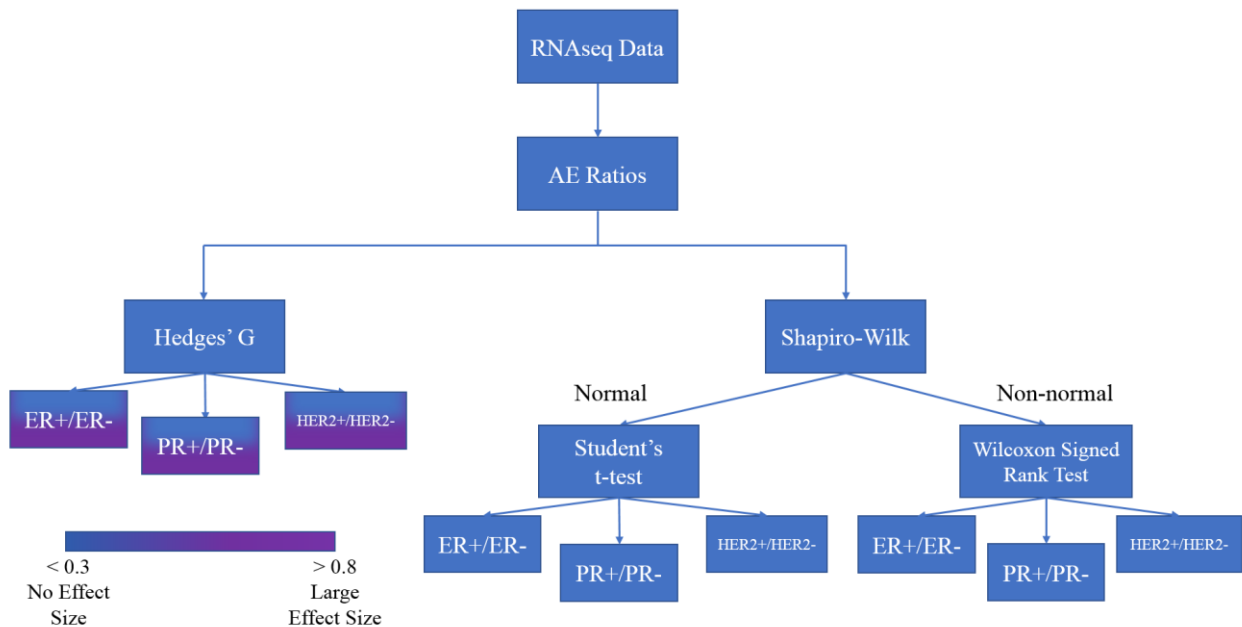 RNAseq Data
AE Ratios
Hedges’ G
Shapiro-Wilk
Normal
Non-normal
ER+/ER-
PR+/PR-
HER2+/HER2-
Student’s
t-test
Wilcoxon Signed
Rank Test
ER+/ER-
PR+/PR-
HER2+/HER2-
ER+/ER-
PR+/PR-
HER2+/HER2-
< 0.3
No Effect
Size
> 0.8
Large
Effect Size